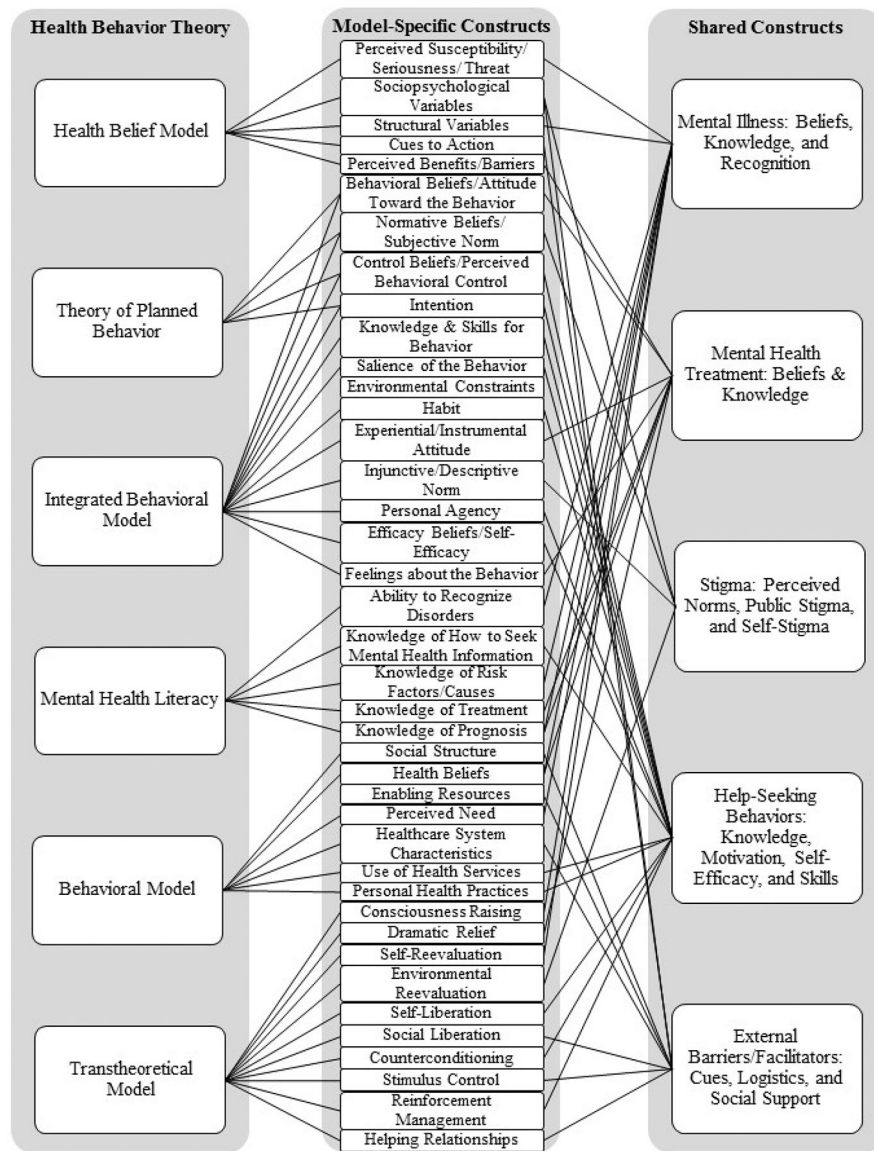 Health Behavior Theory
Health Belief Model
Theory of Planned
Behavior
Integrated Behavioral
Model
Mental Health Literacy
Behavioral Model
Transtheoretical
Model
Model-Specific Constructs
Perceived Susceptibility/
Seriousness/ Threat
Sociopsychological
Variables
Structural Variables
Cues to Action
Perceived Benefits/Barriers
Behavioral Beliefs/Attitude
Toward the Behavior
Normative Beliefs/
Subjective Norm
Control Beliefs/Perceived
Behavioral Control
Intention
Knowledge & Skills for
Behavior
Salience of the Behavior
Environmental Constraints
Habit
Experiential/Instrumental
Attitude
Injunctive/Descriptive
Norm
Personal Agency
Efficacy Beliefs/Self-
Efficacy
Feelings about the Behavior
Ability to Recognize
Disorders
Knowledge of How to Seek
Mental Health Information
Knowledge of Risk
Factors/Causes
Knowledge of Treatment
Knowledge of Prognosis
Social Structure
Health Beliefs
Enabling Resources
Perceived Need
Healthcare System
Characteristics
Use of Health Services
Personal Health Practices
Consciousness Raising
Dramatic Relief
Self-Reevaluation
Environmental
Reevaluation
Self-Liberation
Social Liberation
Counterconditioning
Stimulus Control
Reinforcement
Management
Helping Relationships
Shared Constructs
Mental Illness: Beliefs,
Knowledge, and
Recognition
Mental Health
Treatment: Beliefs &
Knowledge
Stigma: Perceived
Norms, Public Stigma,
and Self-Stigma
Help-Seeking
Behaviors:
Knowledge,
Motivation, Self-
Efficacy, and Skills
External
Barriers/Facilitators:
Cues, Logistics, and
Social Support